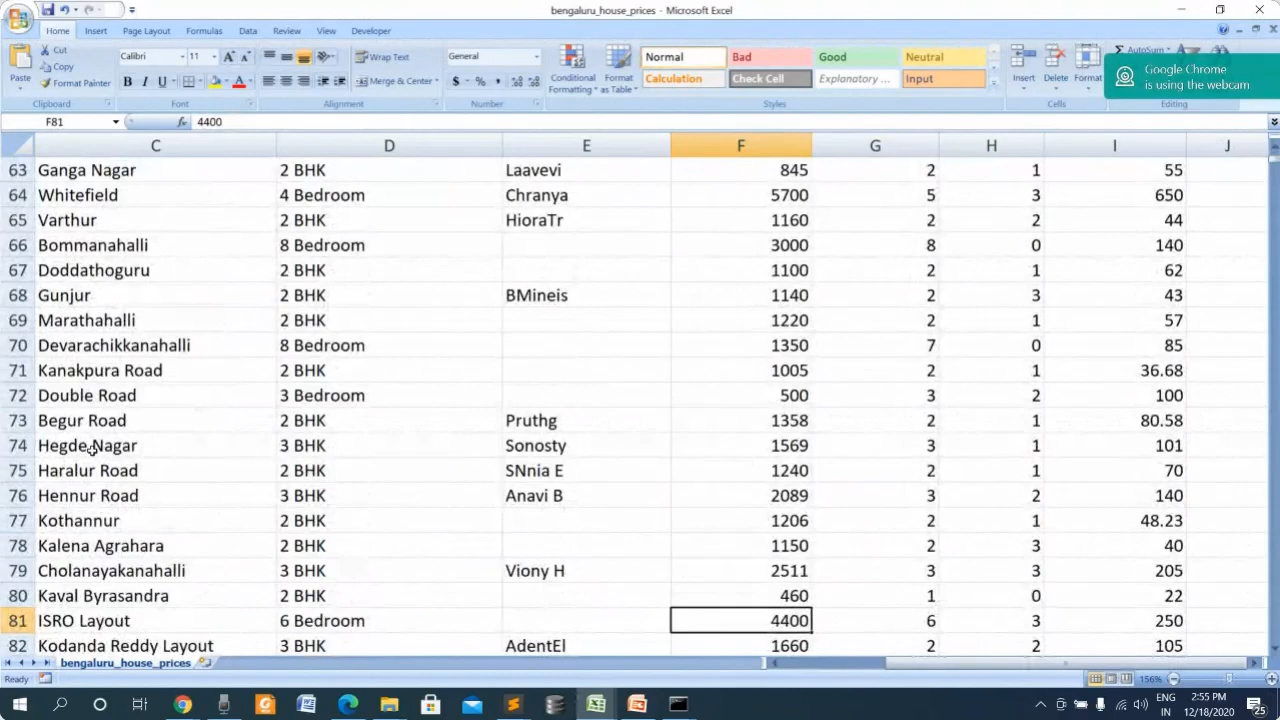 bengaluru_house_prices - Microsoft Excel
Home Insert Page Layout Formulas Data Review View Developer
Paste
Cut
Copy
Format Painter
Clipboard
Calibri 11
B I U
Font
Wrap Text
Merge & Center
Alignment
General
$ % ,
Number
Conditional Formatting
Format as Table
Normal Bad Good Neutral
Calculation Check Cell Explanatory ... Input
Styles
Insert Delete Format
Cells
AutoSum
Editing
Google Chrome
is using the webcam
F81 fx 4400
C D E F G H I J
63 Ganga Nagar 2 BHK Laavevi 845 2 1 55
64 Whitefield 4 Bedroom Chranya 5700 5 3 650
65 Varthur 2 BHK HioraTr 1160 2 2 44
66 Bommanahalli 8 Bedroom 3000 8 0 140
67 Doddathoguru 2 BHK 1100 2 1 62
68 Gunjur 2 BHK BMineis 1140 2 3 43
69 Marathahalli 2 BHK 1220 2 1 57
70 Devarachikkanahalli 8 Bedroom 1350 7 0 85
71 Kanakpura Road 2 BHK 1005 2 1 36.68
72 Double Road 3 Bedroom 500 3 2 100
73 Begur Road 2 BHK Pruthg 1358 2 1 80.58
74 Hegde Nagar 3 BHK Sonosty 1569 3 1 101
75 Haralur Road 2 BHK SNnia E 1240 2 1 70
76 Hennur Road 3 BHK Anavi B 2089 3 2 140
77 Kothannur 2 BHK 1206 2 1 48.23
78 Kalena Agrahara 2 BHK 1150 2 3 40
79 Cholanayakanahalli 3 BHK Viony H 2511 3 3 205
80 Kaval Byrasandra 2 BHK 460 1 0 22
81 ISRO Layout 6 Bedroom 4400 6 3 250
82 Kodanda Reddy Layout 3 BHK AdentEl 1660 2 2 105
bengaluru_house_prices
Ready 156%
ENG 2:55 PM
IN 12/18/2020 25